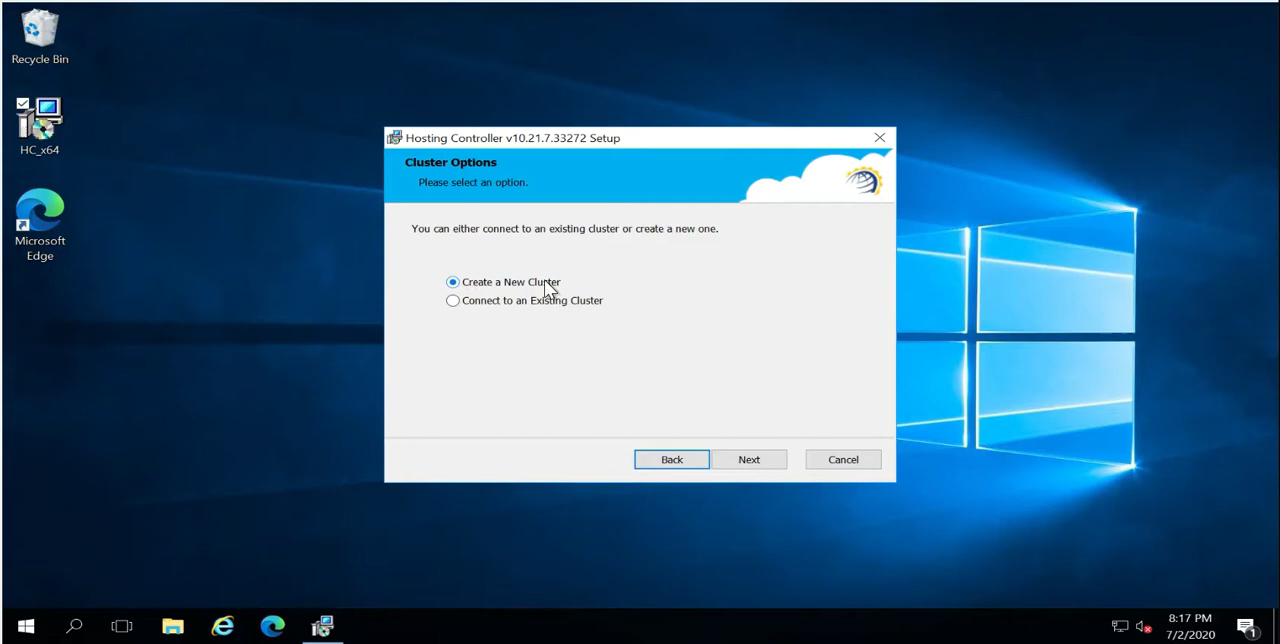 Recycle Bin
HC_x64
Microsoft
Edge
Hosting Controller v10.21.7.33272 Setup
Cluster Options
Please select an option.
You can either connect to an existing cluster or create a new one.
Create a New Cluster
Connect to an Existing Cluster
Back
Next
Cancel
8:17 PM
7/2/2020
1